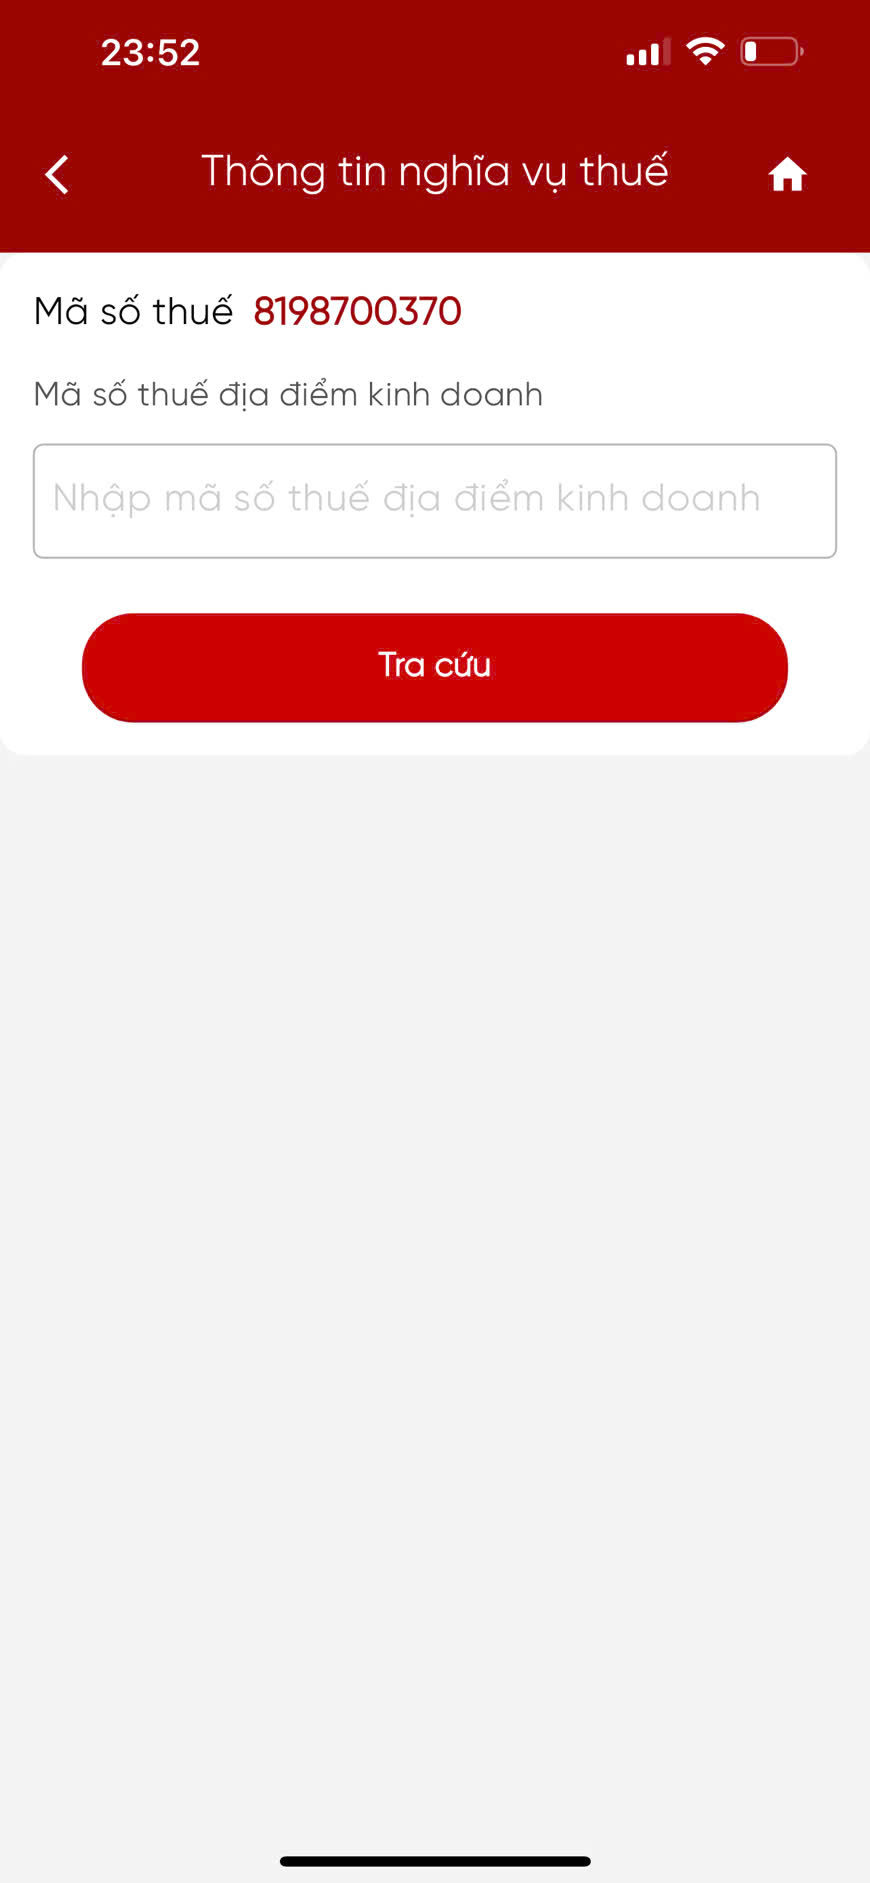 23:52
Thông tin nghĩa vụ thuế
Mã số thuế 8198700370
Mã số thuế địa điểm kinh doanh
Nhập mã số thuế địa điểm kinh doanh
Tra cứu